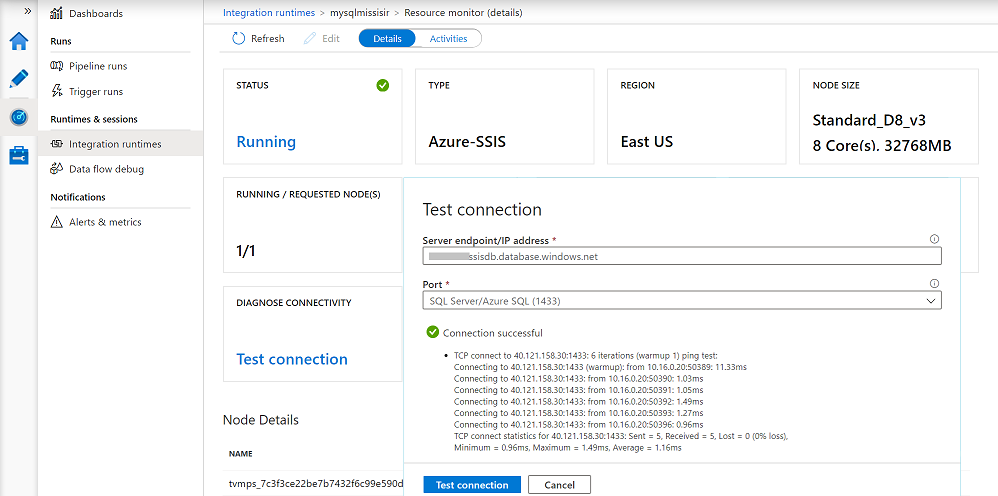 »
Dashboards
Runs
Pipeline runs
Trigger runs
Runtimes & sessions
Integration runtimes
Data flow debug
Notifications
Alerts & metrics
Integration runtimes > mysqlmissisir > Resource monitor (details)
Refresh Edit Details Activities
STATUS
Running
TYPE
Azure-SSIS
REGION
East US
NODE SIZE
Standard_D8_v3
8 Core(s). 32768MB
RUNNING / REQUESTED NODE(S)
1/1
DIAGNOSE CONNECTIVITY
Test connection
Node Details
NAME
tvmps_7c3f3ce22be7b7432f6c99e590d
Test connection
Server endpoint/IP address *
ssisdb.database.windows.net
Port *
SQL Server/Azure SQL (1433)
Connection successful
• TCP connect to 40.121.158.30:1433: 6 iterations (warmup 1) ping test:
Connecting to 40.121.158.30:1433 (warmup): from 10.16.0.20:50389: 11.33ms
Connecting to 40.121.158.30:1433: from 10.16.0.20:50390: 1.03ms
Connecting to 40.121.158.30:1433: from 10.16.0.20:50391: 1.05ms
Connecting to 40.121.158.30:1433: from 10.16.0.20:50392: 1.49ms
Connecting to 40.121.158.30:1433: from 10.16.0.20:50393: 1.27ms
Connecting to 40.121.158.30:1433: from 10.16.0.20:50396: 0.96ms
TCP connect statistics for 40.121.158.30:1433: Sent = 5, Received = 5, Lost = 0 (0% loss),
Minimum = 0.96ms, Maximum = 1.49ms, Average = 1.16ms
Test connection Cancel